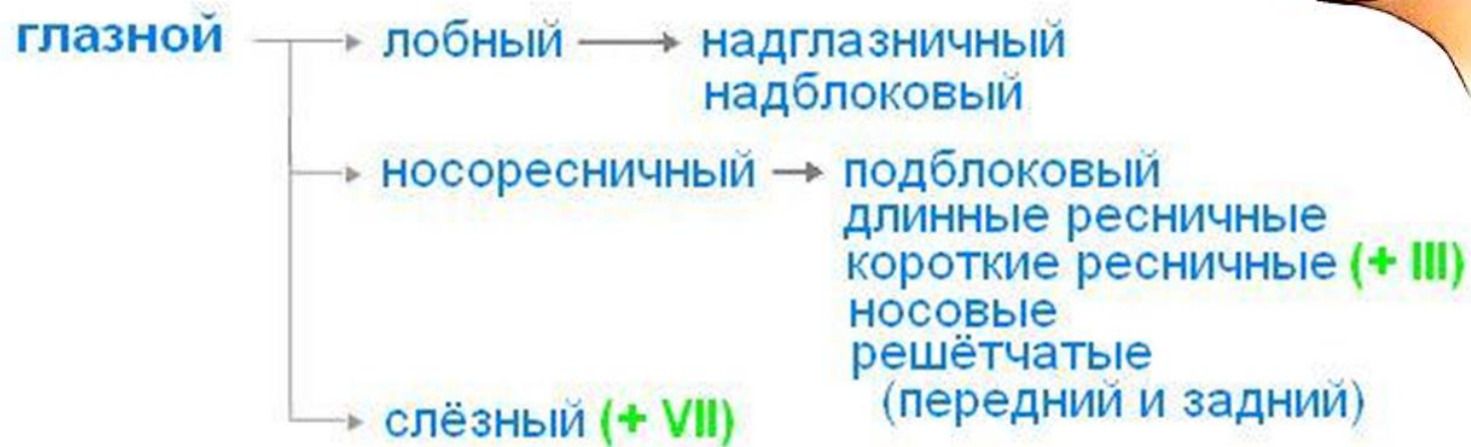 глазной
лобный
надглазничный
надблоковый
носоресничный
подблоковый
длинные ресничные
короткие ресничные (+ III)
носовые
решётчатые
(передний и задний)
слёзный (+ VII)